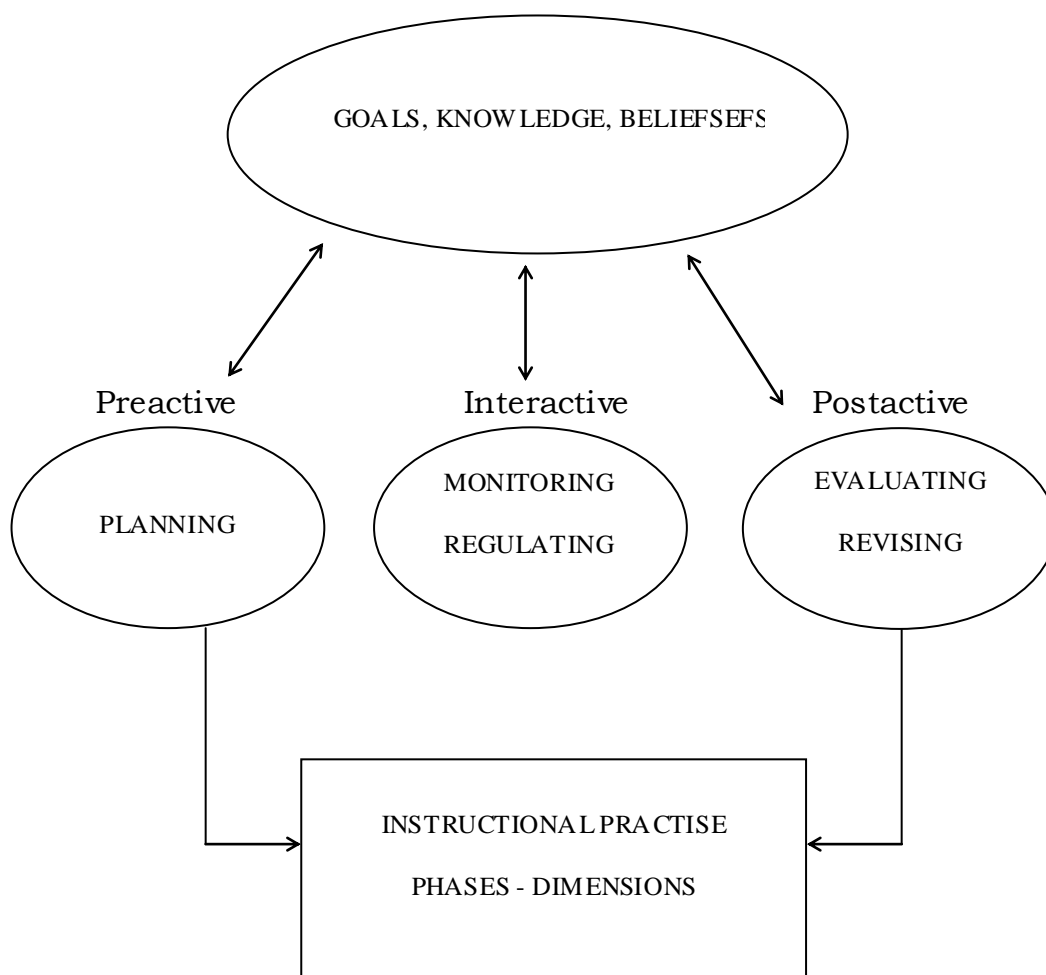 GOALS, KNOWLEDGE, BELIEFSEFS
Preactive
Interactive
Postactive
PLANNING
MONITORING
REGULATING
EVALUATING
REVISING
INSTRUCTIONAL PRACTISE
PHASES - DIMENSIONS